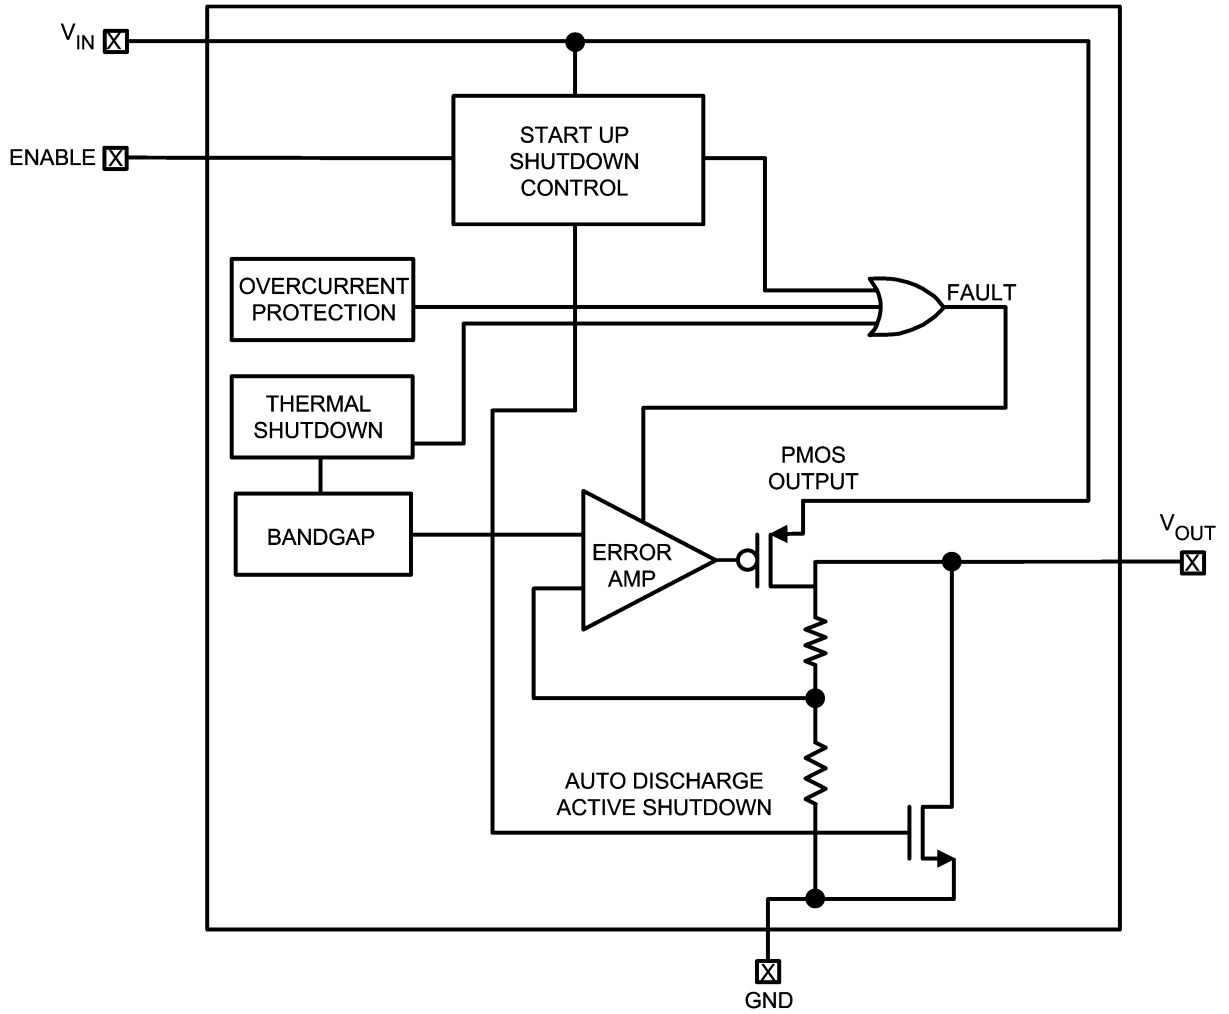 VIN
ENABLE
START UP
SHUTDOWN
CONTROL
OVERCURRENT
PROTECTION
FAULT
THERMAL
SHUTDOWN
PMOS
OUTPUT
BANDGAP
ERROR
AMP
VOUT
AUTO DISCHARGE
ACTIVE SHUTDOWN
GND